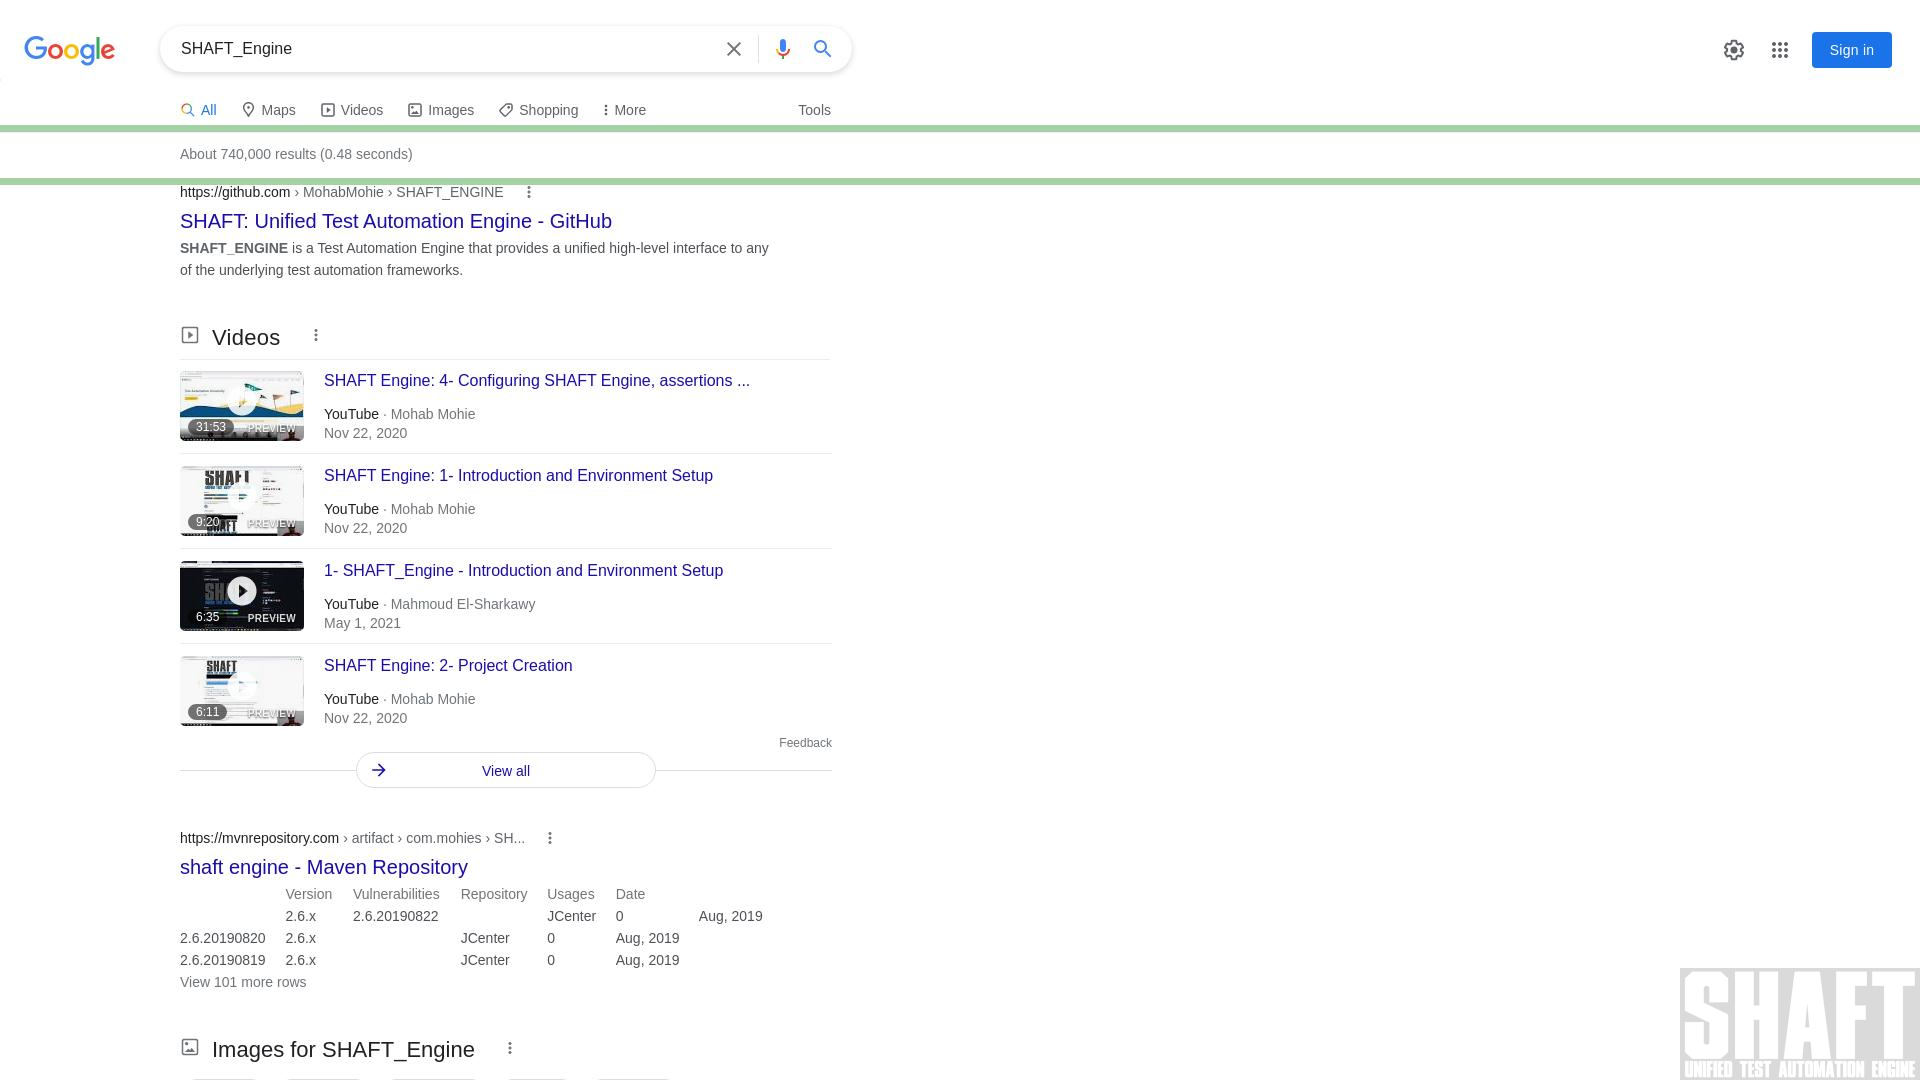 Google
SHAFT_Engine
Sign in
All Maps Videos Images Shopping More Tools
About 740,000 results (0.48 seconds)
https://github.com › MohabMohie › SHAFT_ENGINE
SHAFT: Unified Test Automation Engine - GitHub
SHAFT_ENGINE is a Test Automation Engine that provides a unified high-level interface to any
of the underlying test automation frameworks.
Videos
SHAFT Engine: 4- Configuring SHAFT Engine, assertions ...
YouTube · Mohab Mohie
31:53 PREVIEW
Nov 22, 2020
SHAFT
SHAFT Engine: 1- Introduction and Environment Setup
YouTube · Mohab Mohie
9:20 PREVIEW
Nov 22, 2020
1- SHAFT_Engine - Introduction and Environment Setup
YouTube · Mahmoud El-Sharkawy
6:35 PREVIEW
May 1, 2021
SHAFT
SHAFT Engine: 2- Project Creation
YouTube · Mohab Mohie
6:11 PREVIEW
Nov 22, 2020
Feedback
View all
https://mvnrepository.com › artifact › com.mohies › SH...
shaft engine - Maven Repository
Version Vulnerabilities Repository Usages Date
2.6.x 2.6.20190822 JCenter 0 Aug, 2019
2.6.20190820 2.6.x JCenter 0 Aug, 2019
2.6.20190819 2.6.x JCenter 0 Aug, 2019
View 101 more rows
Images for SHAFT_Engine
SHAFT
UNIFIED TEST AUTOMATION ENGINE